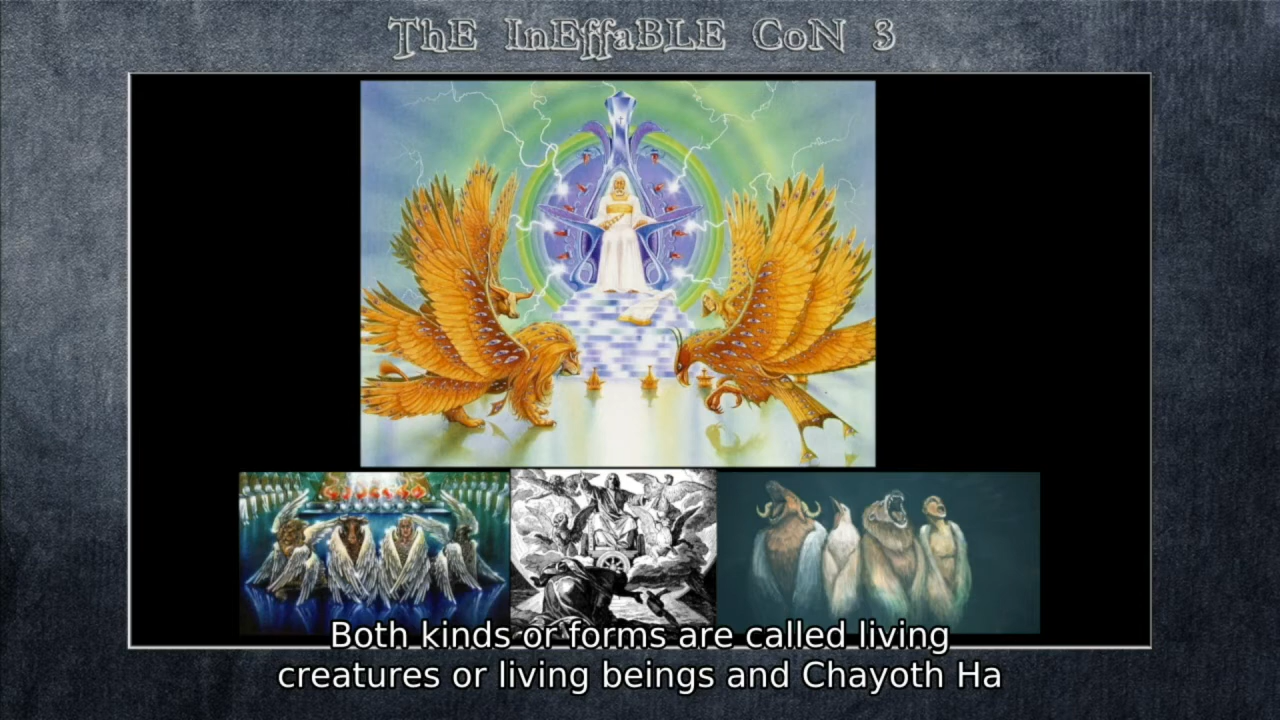 ThE InEffaBLE CoN 3
Both kinds or forms are called living
creatures or living beings and Chayoth Ha